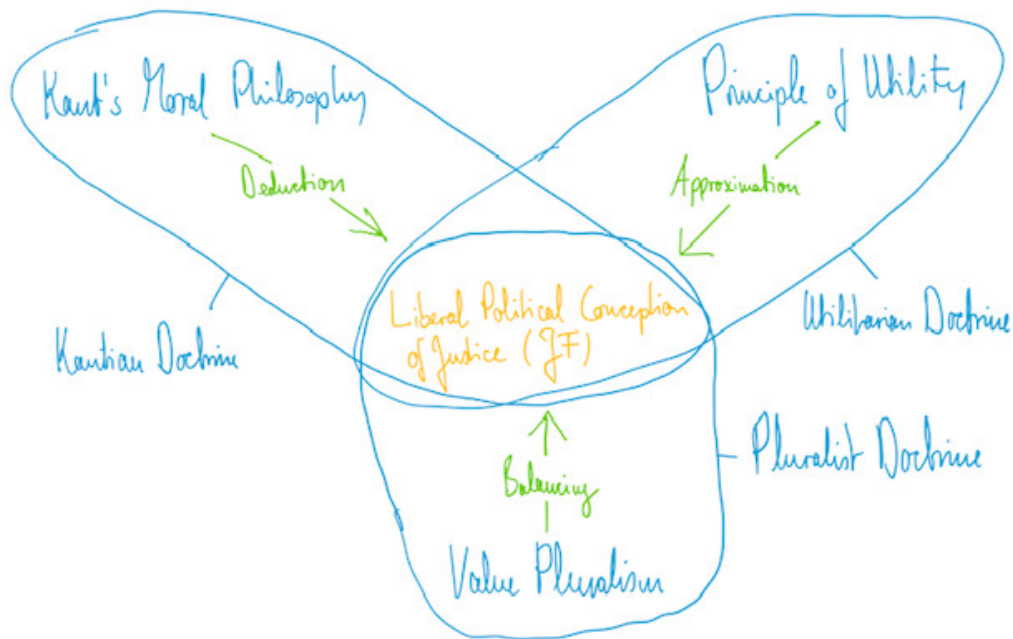 Kant's Moral Philosophy
Principle of Utility
Deduction
Approximation
Liberal Political Conception
of Justice (JF)
Kantian Doctrine
Utilitarian Doctrine
Pluralist Doctrine
Balancing
Value Pluralism